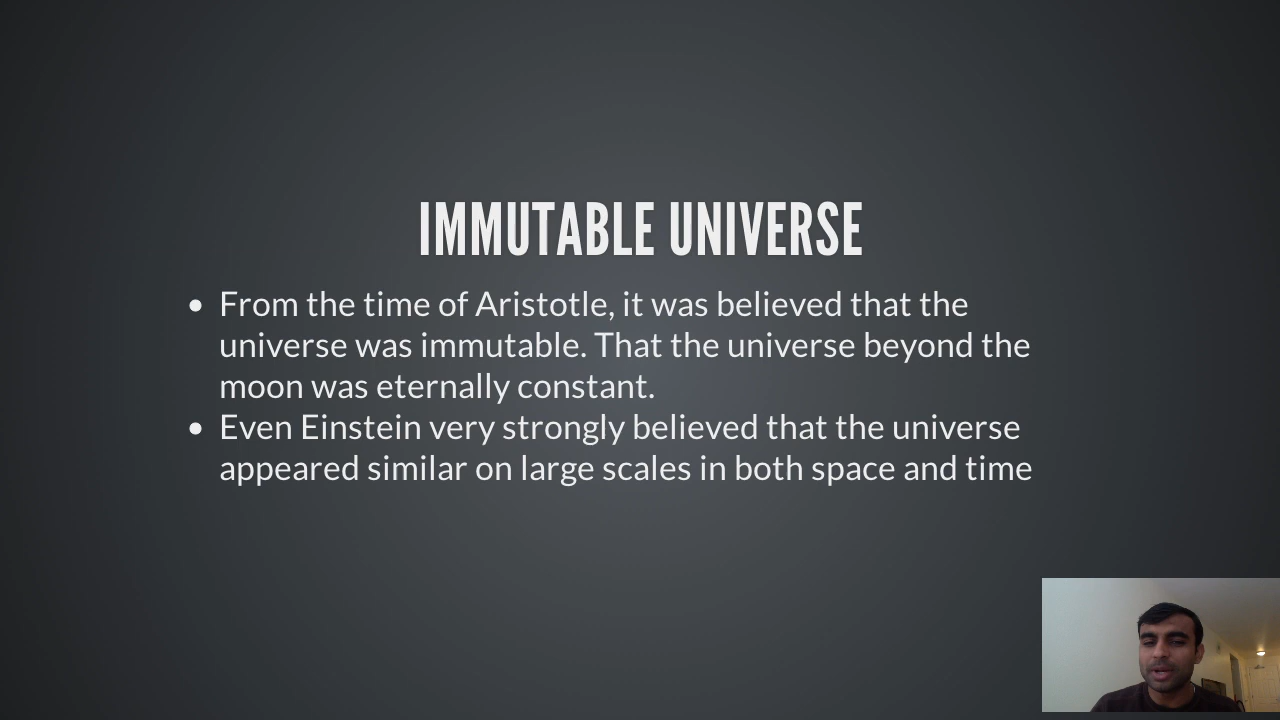 IMMUTABLE UNIVERSE
• From the time of Aristotle, it was believed that the
universe was immutable. That the universe beyond the
moon was eternally constant.
• Even Einstein very strongly believed that the universe
appeared similar on large scales in both space and time